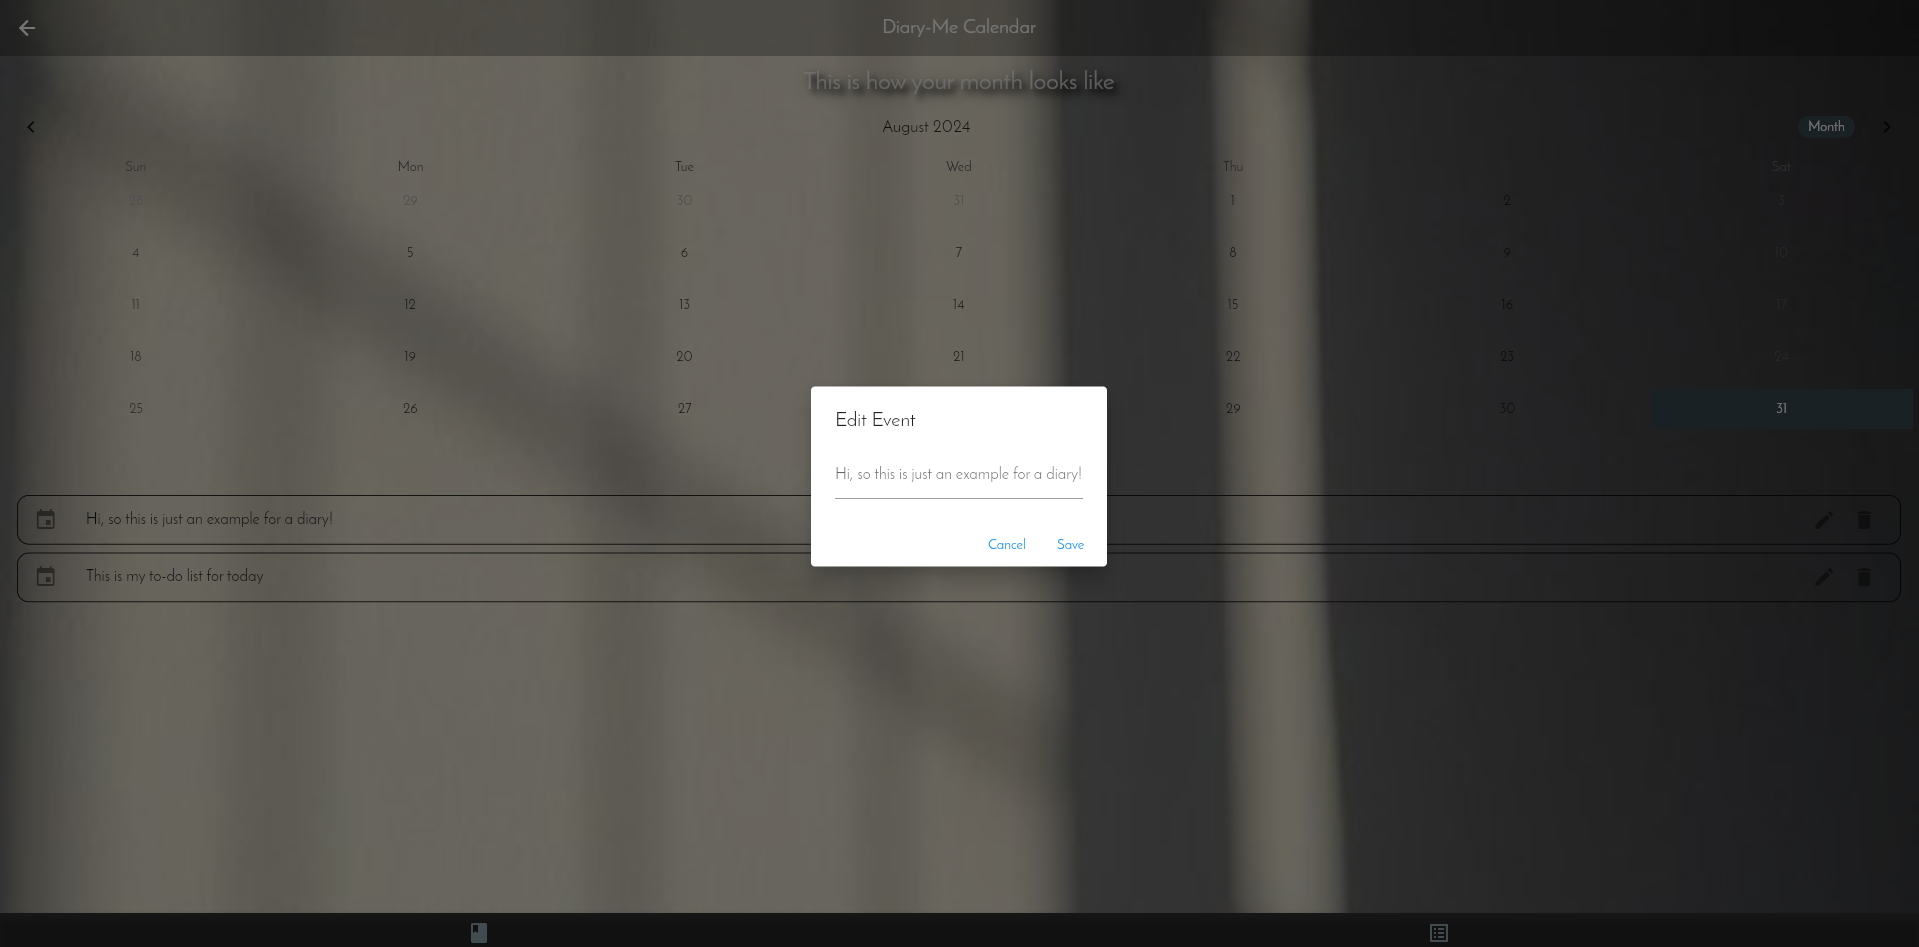 Diary-Me Calendar
This is how your month looks like
August 2024 Month
Sun Mon Tue Wed Thu Sat
28 29 30 31 1 2 3
4 5 6 7 8 9 10
11 12 13 14 15 16 17
18 19 20 21 22 23 24
25 26 27 29 30 31
Edit Event
Hi, so this is just an example for a diary!
Cancel Save
Hi, so this is just an example for a diary!
This is my to-do list for today